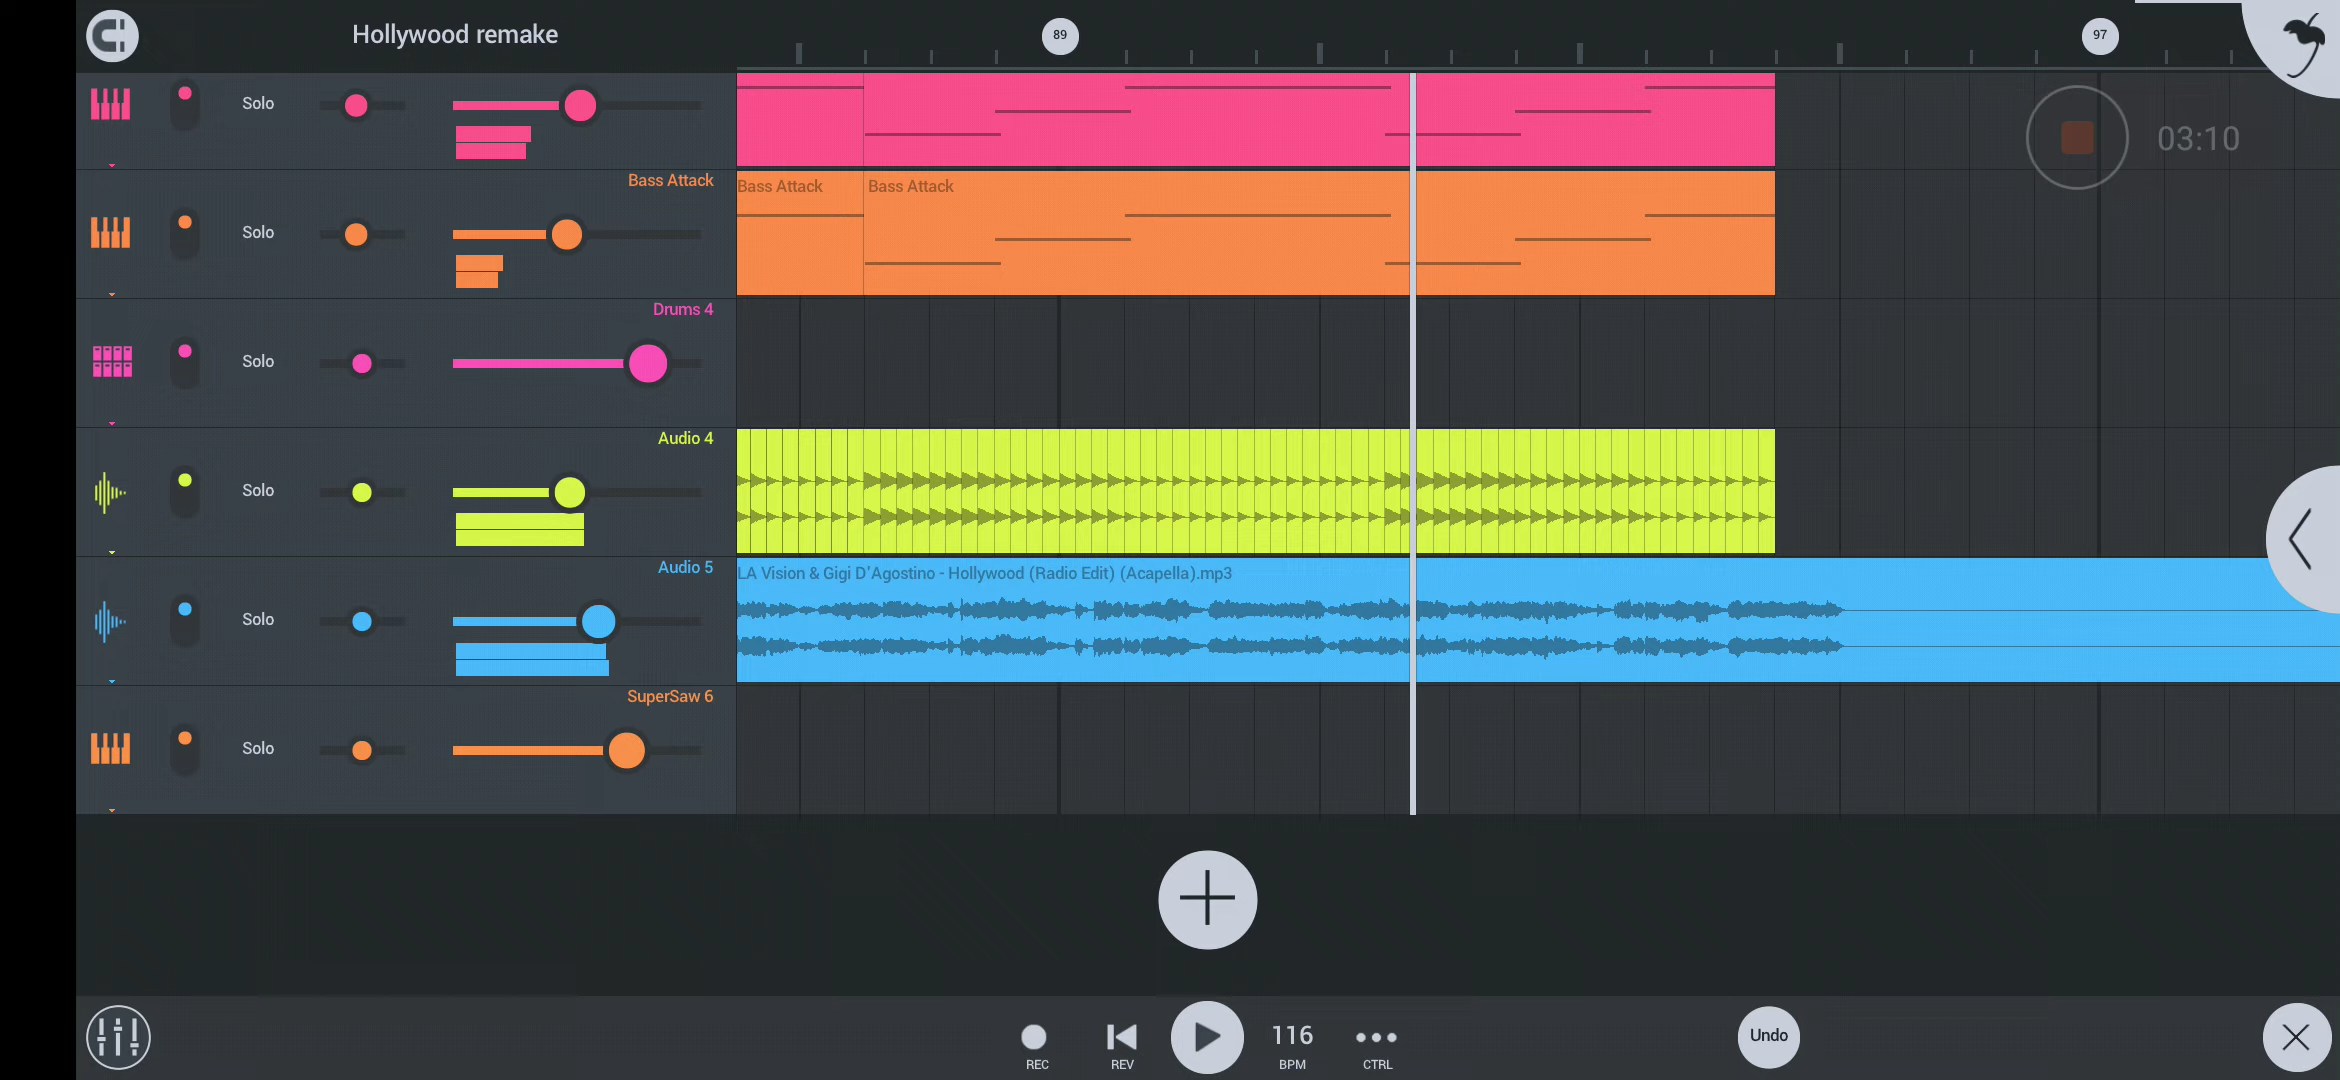 Hollywood remake
89
97
03:10
Solo
Bass Attack
Bass Attack Bass Attack
Solo
Drums 4
Solo
Audio 4
Solo
Audio 5
LA Vision & Gigi D'Agostino - Hollywood (Radio Edit) (Acapella).mp3
Solo
SuperSaw 6
Solo
116
Undo
REC
REV
BPM
CTRL